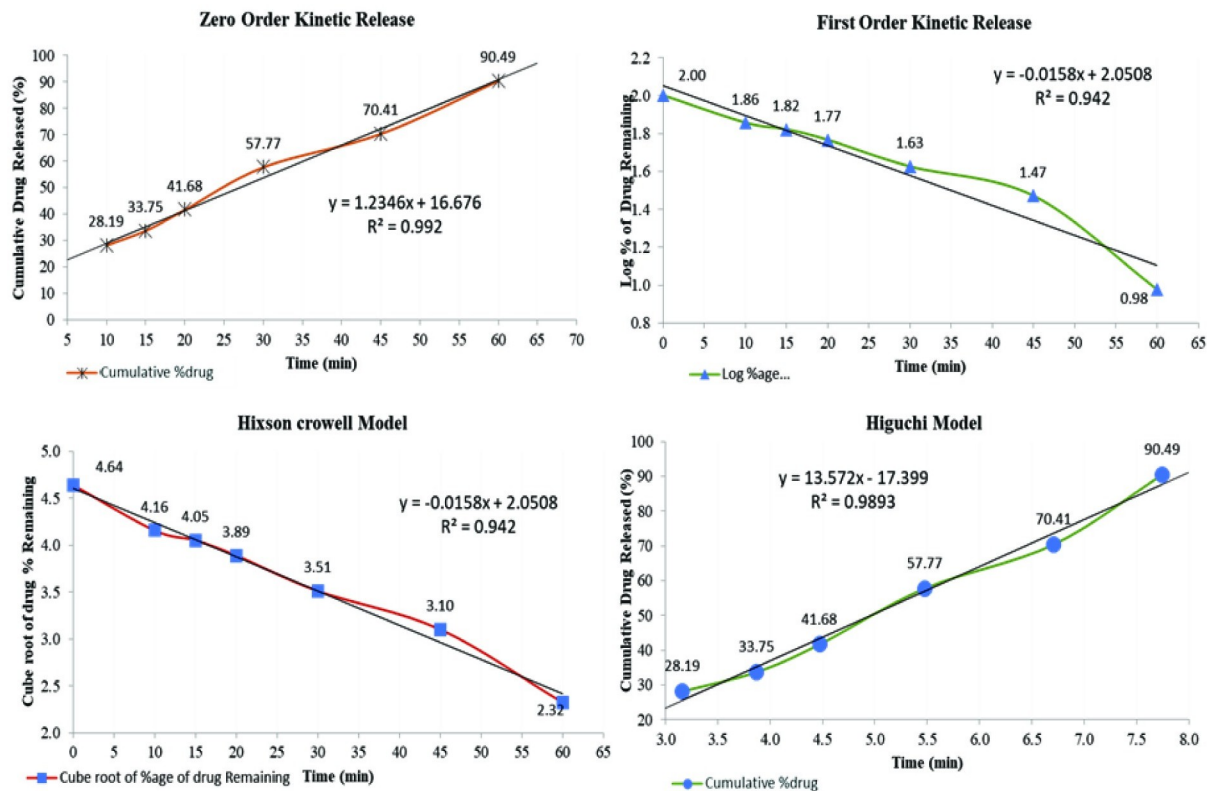 Zero Order Kinetic Release
Cumulative Drug Released (%)
100
90
80
70
60
50
40
30
20
10
0
28.19
33.75
41.68
57.77
70.41
90.49
y = 1.2346x + 16.676
R² = 0.992
5 10 15 20 25 30 35 40 45 50 55 60 65 70
Time (min)
Cumulative %drug
First Order Kinetic Release
Log % of Drug Remaining
2.2
2.0
1.8
1.6
1.4
1.2
1.0
0.8
2.00
1.86
1.82
1.77
1.63
1.47
0.98
y = -0.0158x + 2.0508
R² = 0.942
0 5 10 15 20 25 30 35 40 45 50 55 60 65
Time (min)
Log %age...
Hixson crowell Model
Cube root of drug % Remaining
5.0
4.5
4.0
3.5
3.0
2.5
2.0
4.64
4.16
4.05
3.89
3.51
3.10
2.32
y = -0.0158x + 2.0508
R² = 0.942
0 5 10 15 20 25 30 35 40 45 50 55 60 65
Time (min)
Cube root of %age of drug Remaining
Higuchi Model
Cumulative Drug Released (%)
100
90
80
70
60
50
40
30
20
28.19
33.75
41.68
57.77
70.41
90.49
y = 13.572x - 17.399
R² = 0.9893
3.0 3.5 4.0 4.5 5.0 5.5 6.0 6.5 7.0 7.5 8.0
Time (min)
Cumulative %drug